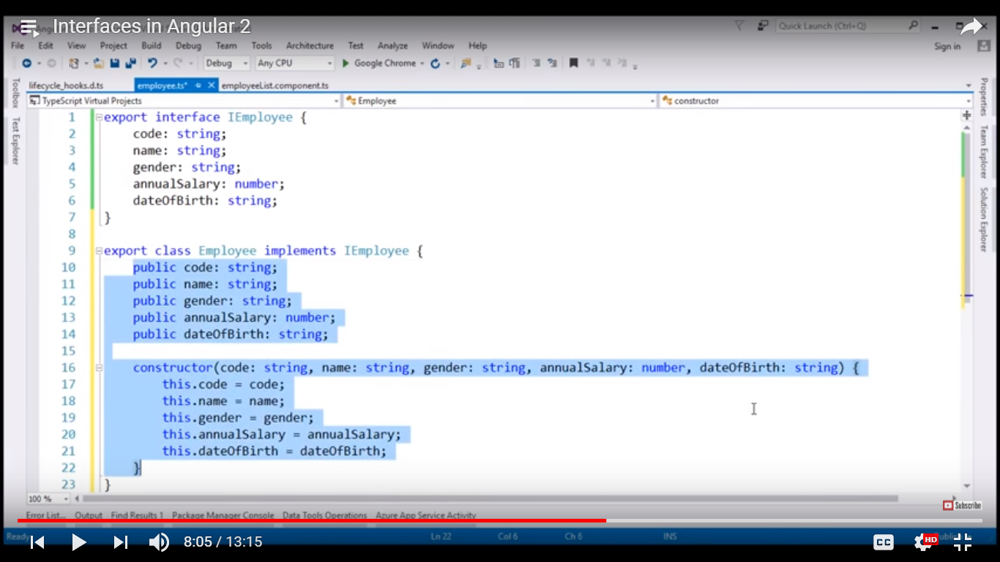 Interfaces in Angular 2
Quick Launch (Ctrl+Q)
File Edit View Project Build Debug Team Tools Architecture Test Analyze Window Help
Sign in
Debug Any CPU Google Chrome
lifecycle_hooks.d.ts employee.ts* employeeList.component.ts
TypeScript Virtual Projects Employee constructor
Toolbox
Test Explorer
Properties
Team Explorer
Solution Explorer
1 export interface IEmployee {
2 code: string;
3 name: string;
4 gender: string;
5 annualSalary: number;
6 dateOfBirth: string;
7 }
8
9 export class Employee implements IEmployee {
10 public code: string;
11 public name: string;
12 public gender: string;
13 public annualSalary: number;
14 public dateOfBirth: string;
15
16 constructor(code: string, name: string, gender: string, annualSalary: number, dateOfBirth: string) {
17 this.code = code;
18 this.name = name;
19 this.gender = gender;
20 this.annualSalary = annualSalary;
21 this.dateOfBirth = dateOfBirth;
22 }
23 }
100 %
Subscribe
Error List... Output Find Results 1 Package Manager Console Data Tools Operations Azure App Service Activity
Ready Ln 22 Col 6 Ch 6 INS
8:05 / 13:15 CC HD